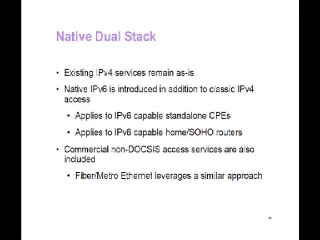 Native Dual Stack
• Existing IPv4 services remain as-is
• Native IPv6 is introduced in addition to classic IPv4
access
• Applies to IPv6 capable standalone CPEs
• Applies to IPv6 capable home/SOHO routers
• Commercial non-DOCSIS access services are also
included
• Fiber/Metro Ethernet leverages a similar approach